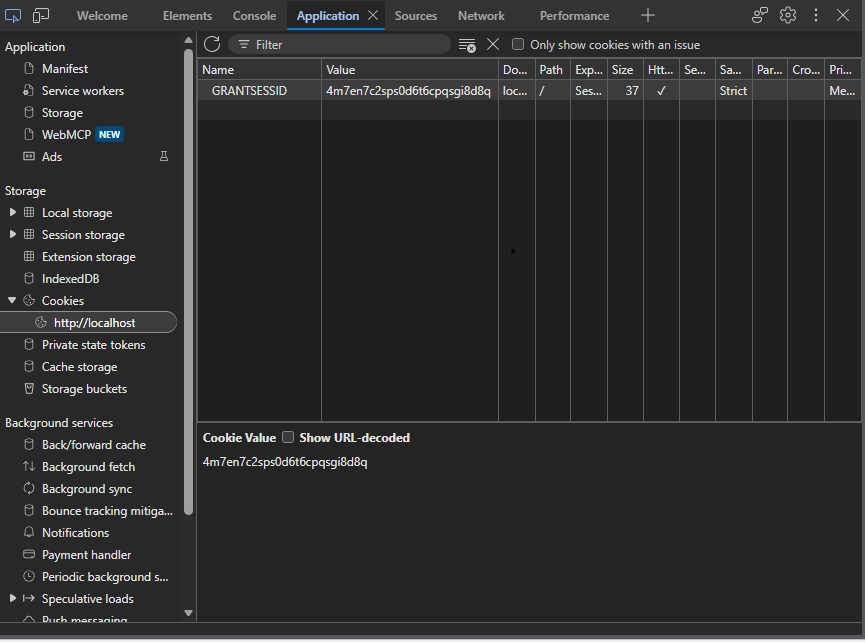 Welcome Elements Console Application Sources Network Performance
Application
Manifest
Service workers
Storage
WebMCP NEW
Ads
Storage
Local storage
Session storage
Extension storage
IndexedDB
Cookies
http://localhost
Private state tokens
Cache storage
Storage buckets
Background services
Back/forward cache
Background fetch
Background sync
Bounce tracking mitiga...
Notifications
Payment handler
Periodic background s...
Speculative loads
Push messaging
Filter Only show cookies with an issue
Name Value Do... Path Exp... Size Htt... Se... Sa... Par... Cro... Pri...
GRANTSESSID 4m7en7c2sps0d6t6cpqsgi8d8q loc... / Ses... 37 ✓ Strict Me...
Cookie Value Show URL-decoded
4m7en7c2sps0d6t6cpqsgi8d8q